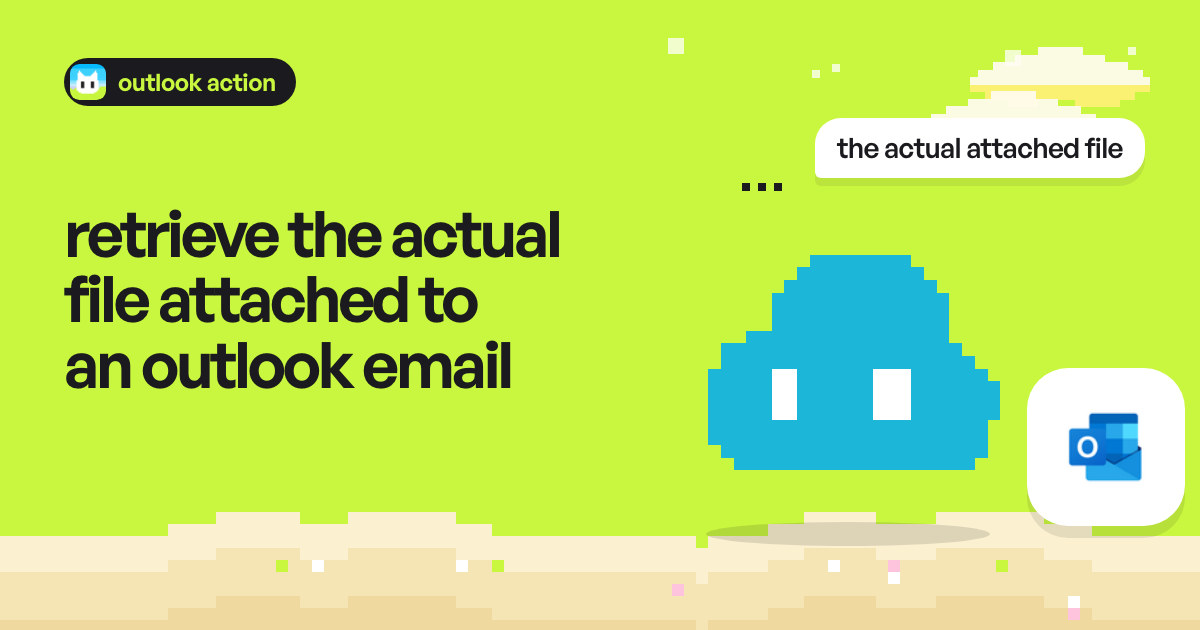 outlook action
the actual attached file
retrieve the actual
file attached to
an outlook email
O